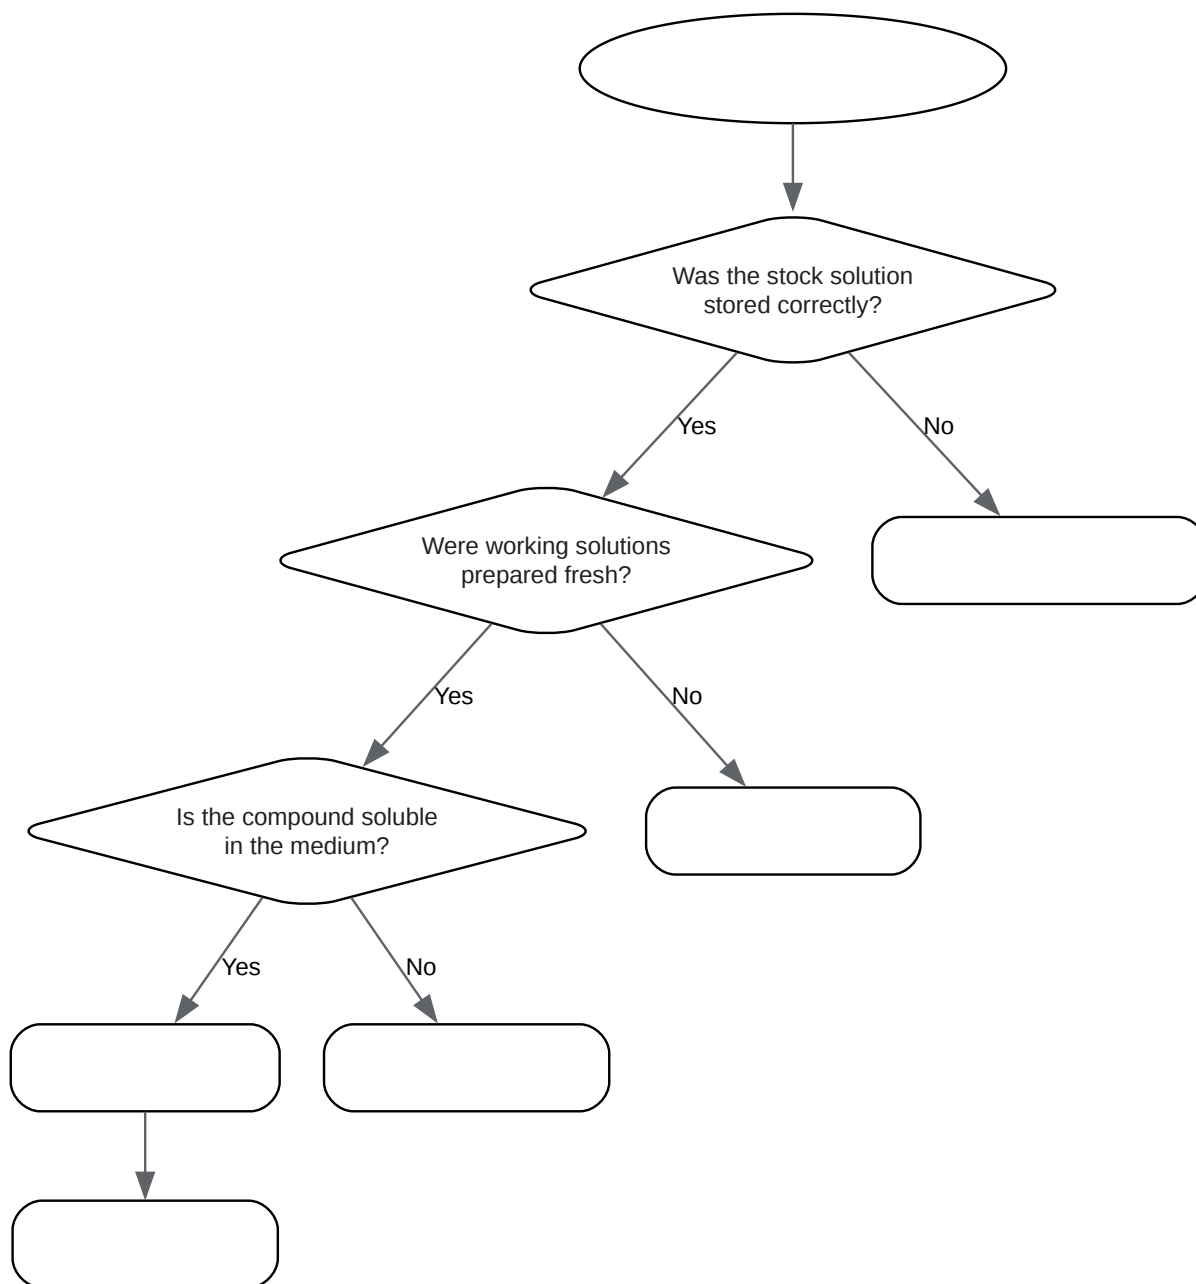 Was the stock solution
stored correctly?
Yes
No
Were working solutions
prepared fresh?
Yes
No
Is the compound soluble
in the medium?
Yes
No